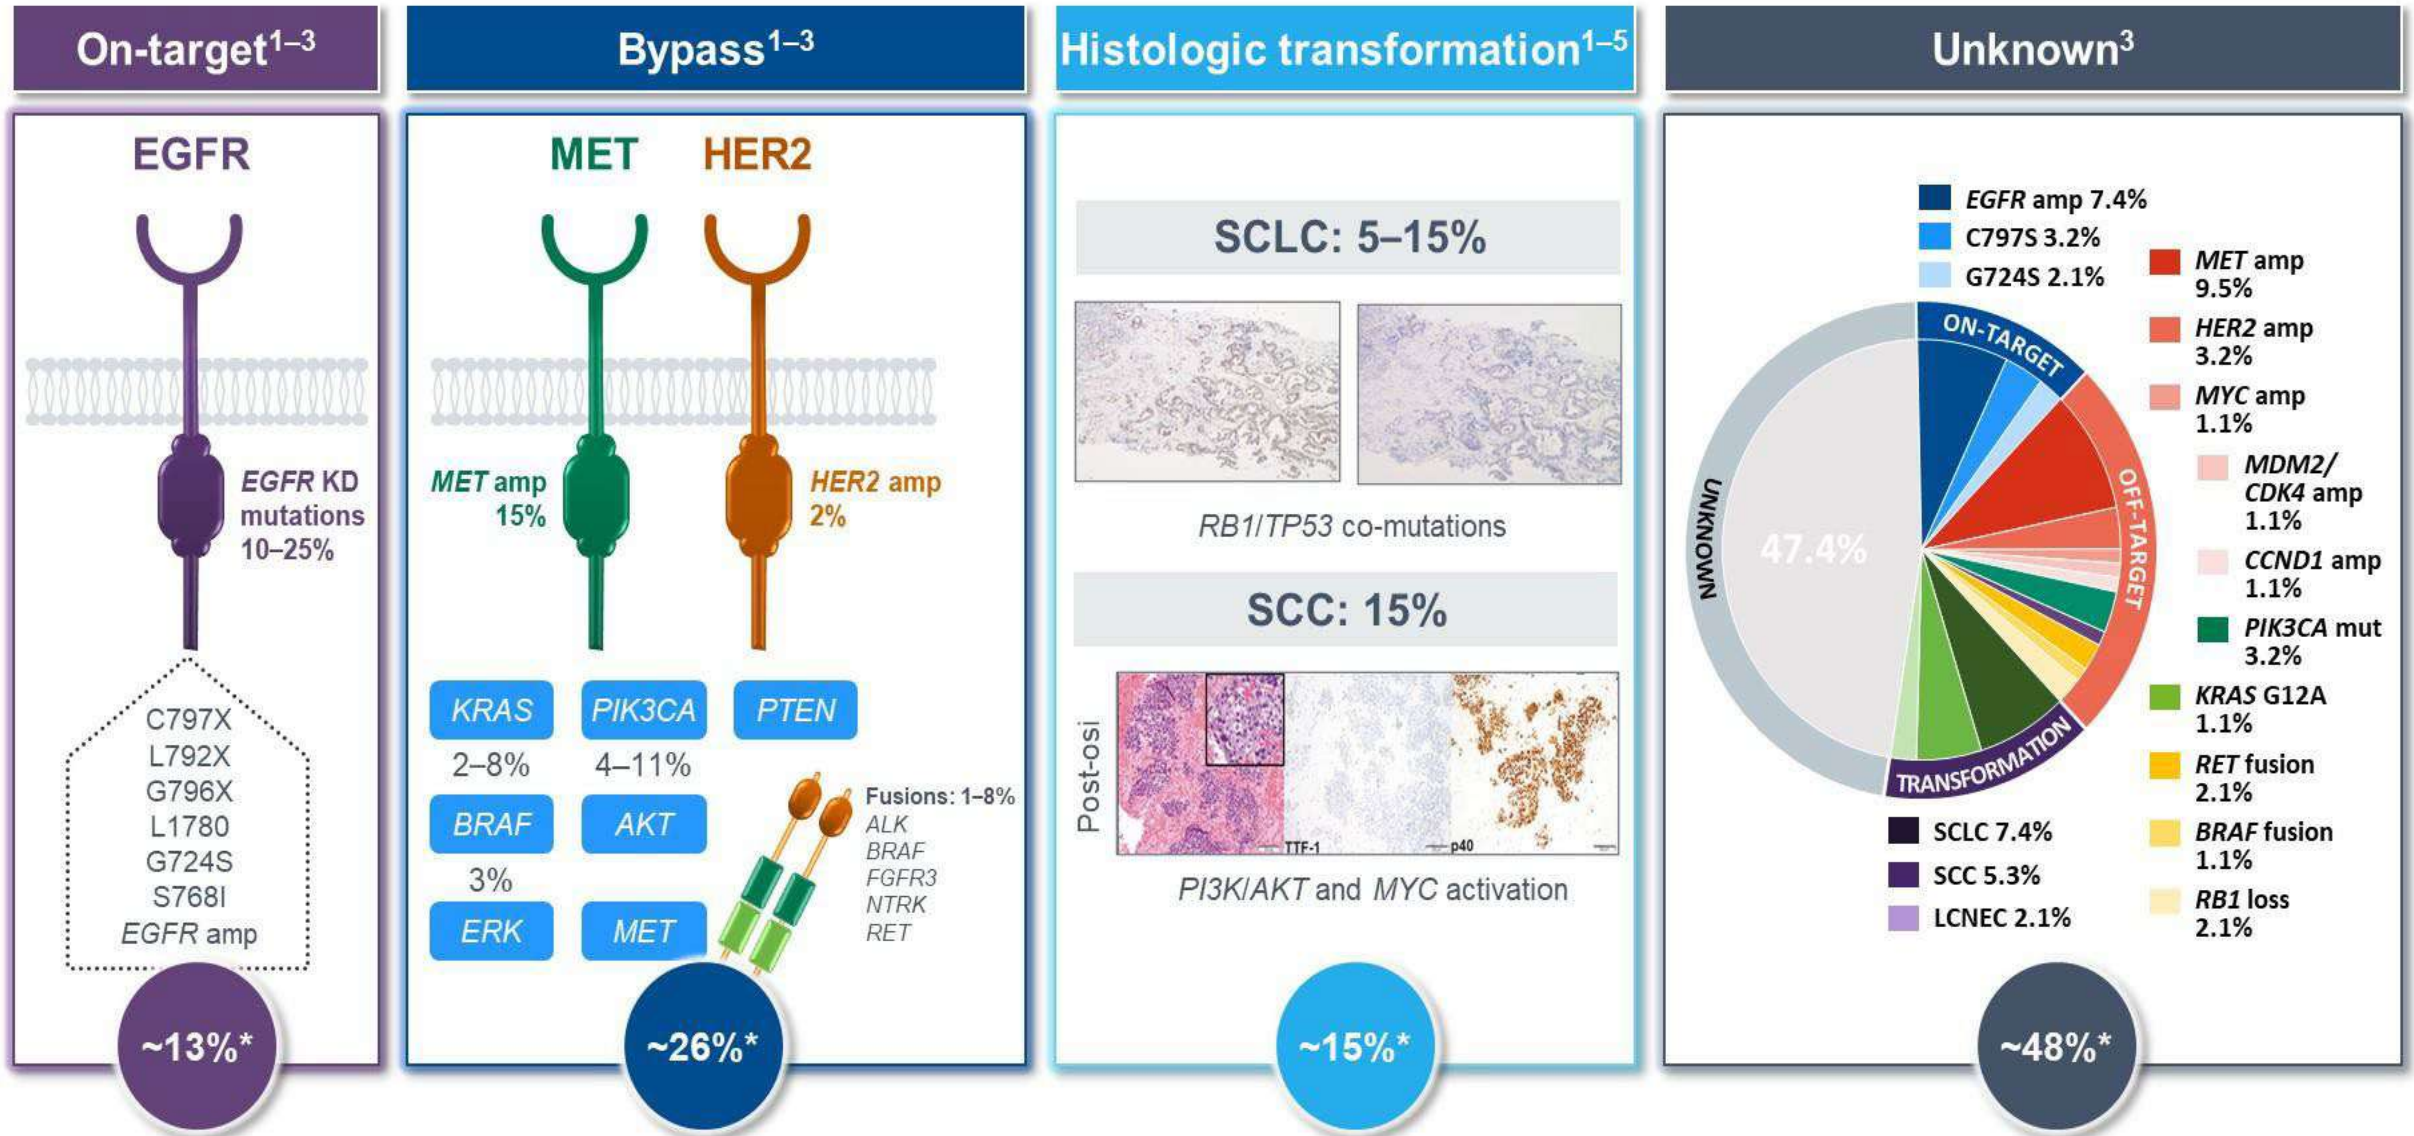 On-target¹⁻³
EGFR
EGFR KD
mutations
10–25%
C797X
L792X
G796X
L1780
G724S
S768I
EGFR amp
~13%*
Bypass¹⁻³
MET
HER2
MET amp
15%
HER2 amp
2%
KRAS
PIK3CA
PTEN
2–8%
4–11%
BRAF
AKT
3%
ERK
MET
Fusions: 1–8%
ALK
BRAF
FGFR3
NTRK
RET
~26%*
Histologic transformation¹⁻⁵
SCLC: 5–15%
RB1/TP53 co-mutations
SCC: 15%
Post-osi
TTF-1
p40
PI3K/AKT and MYC activation
~15%*
Unknown³
EGFR amp 7.4%
C797S 3.2%
G724S 2.1%
MET amp
9.5%
HER2 amp
3.2%
MYC amp
1.1%
MDM2/
CDK4 amp
1.1%
CCND1 amp
1.1%
PIK3CA mut
3.2%
KRAS G12A
1.1%
RET fusion
2.1%
BRAF fusion
1.1%
RB1 loss
2.1%
ON-TARGET
OFF-TARGET
TRANSFORMATION
UNKNOWN
47.4%
SCLC 7.4%
SCC 5.3%
LCNEC 2.1%
~48%*